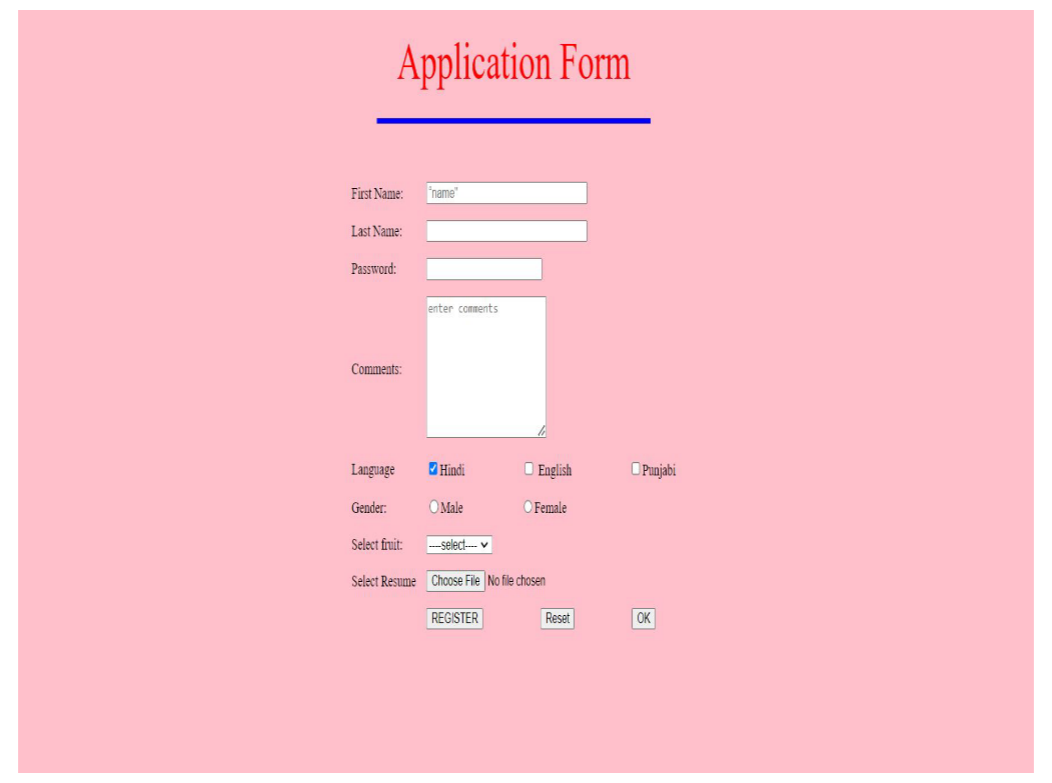 Application Form
First Name: "name"
Last Name:
Password:
enter comments
Comments:
Language Hindi English Punjabi
Gender: Male Female
Select fruit: ----select----
Select Resume Choose File No file chosen
REGISTER Reset OK